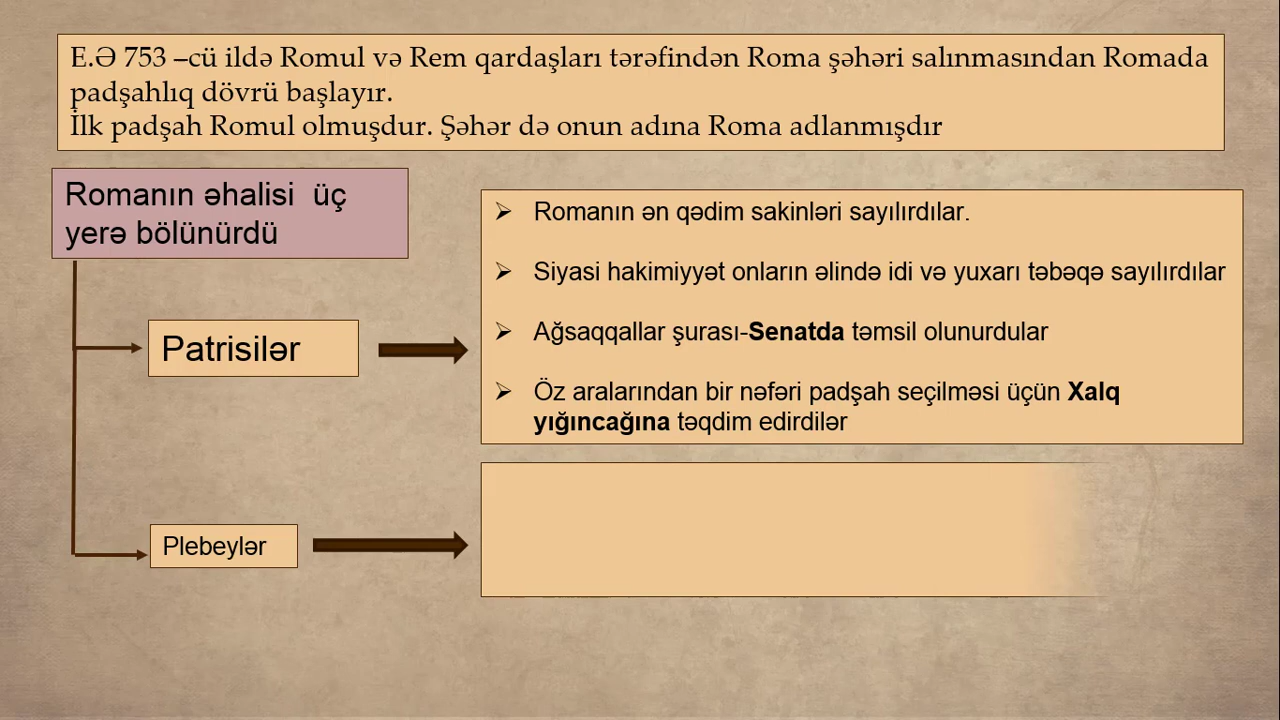 E.Ə 753 –cü ildə Romul və Rem qardaşları tərəfindən Roma şəhəri salınmasından Romada
padşahlıq dövrü başlayır.
İlk padşah Romul olmuşdur. Şəhər də onun adına Roma adlanmışdır
Romanın əhalisi üç
yerə bölünürdü
Patrisilər
➢ Romanın ən qədim sakinləri sayılırdılar.
➢ Siyasi hakimiyyət onların əlində idi və yuxarı təbəqə sayılırdılar
➢ Ağsaqqallar şurası-Senatda təmsil olunurdular
➢ Öz aralarından bir nəfəri padşah seçilməsi üçün Xalq
yığıncağına təqdim edirdilər
Plebeylər